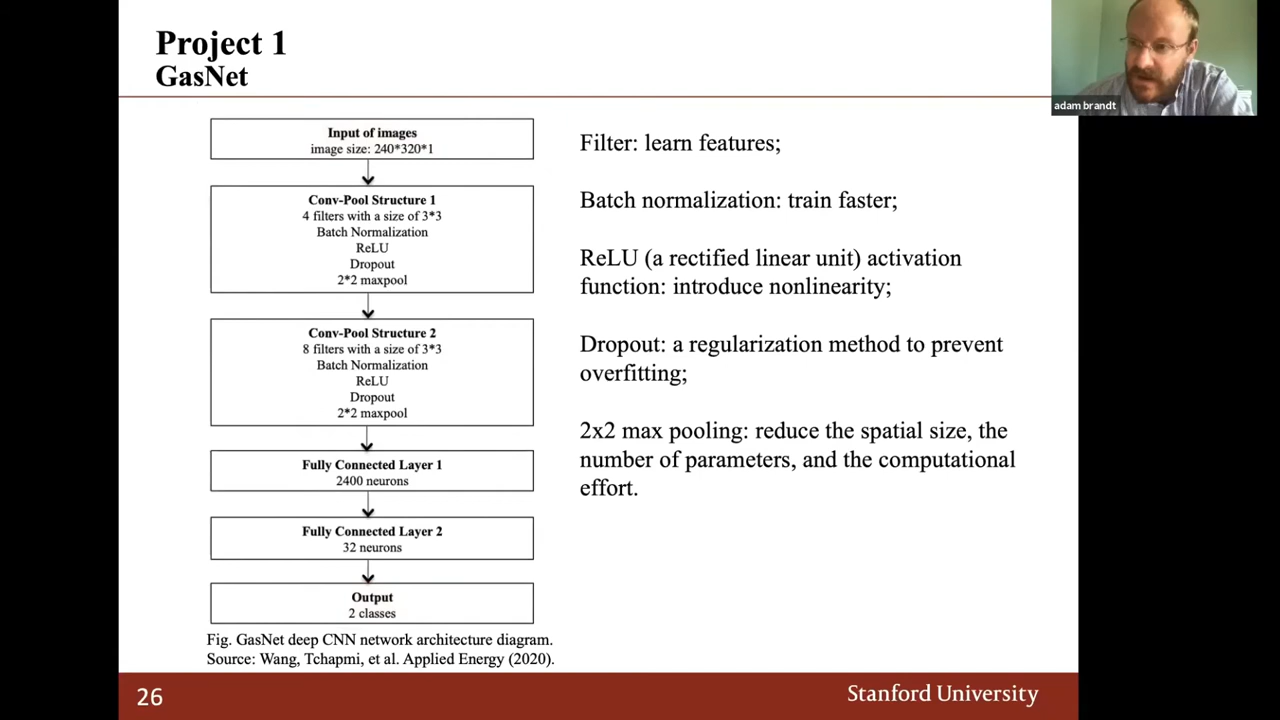 Project 1
GasNet
adam brandt
Input of images
image size: 240*320*1
Conv-Pool Structure 1
4 filters with a size of 3*3
Batch Normalization
ReLU
Dropout
2*2 maxpool
Conv-Pool Structure 2
8 filters with a size of 3*3
Batch Normalization
ReLU
Dropout
2*2 maxpool
Fully Connected Layer 1
2400 neurons
Fully Connected Layer 2
32 neurons
Output
2 classes
Fig. GasNet deep CNN network architecture diagram.
Source: Wang, Tchapmi, et al. Applied Energy (2020).
Filter: learn features;
Batch normalization: train faster;
ReLU (a rectified linear unit) activation
function: introduce nonlinearity;
Dropout: a regularization method to prevent
overfitting;
2x2 max pooling: reduce the spatial size, the
number of parameters, and the computational
effort.
26
Stanford University